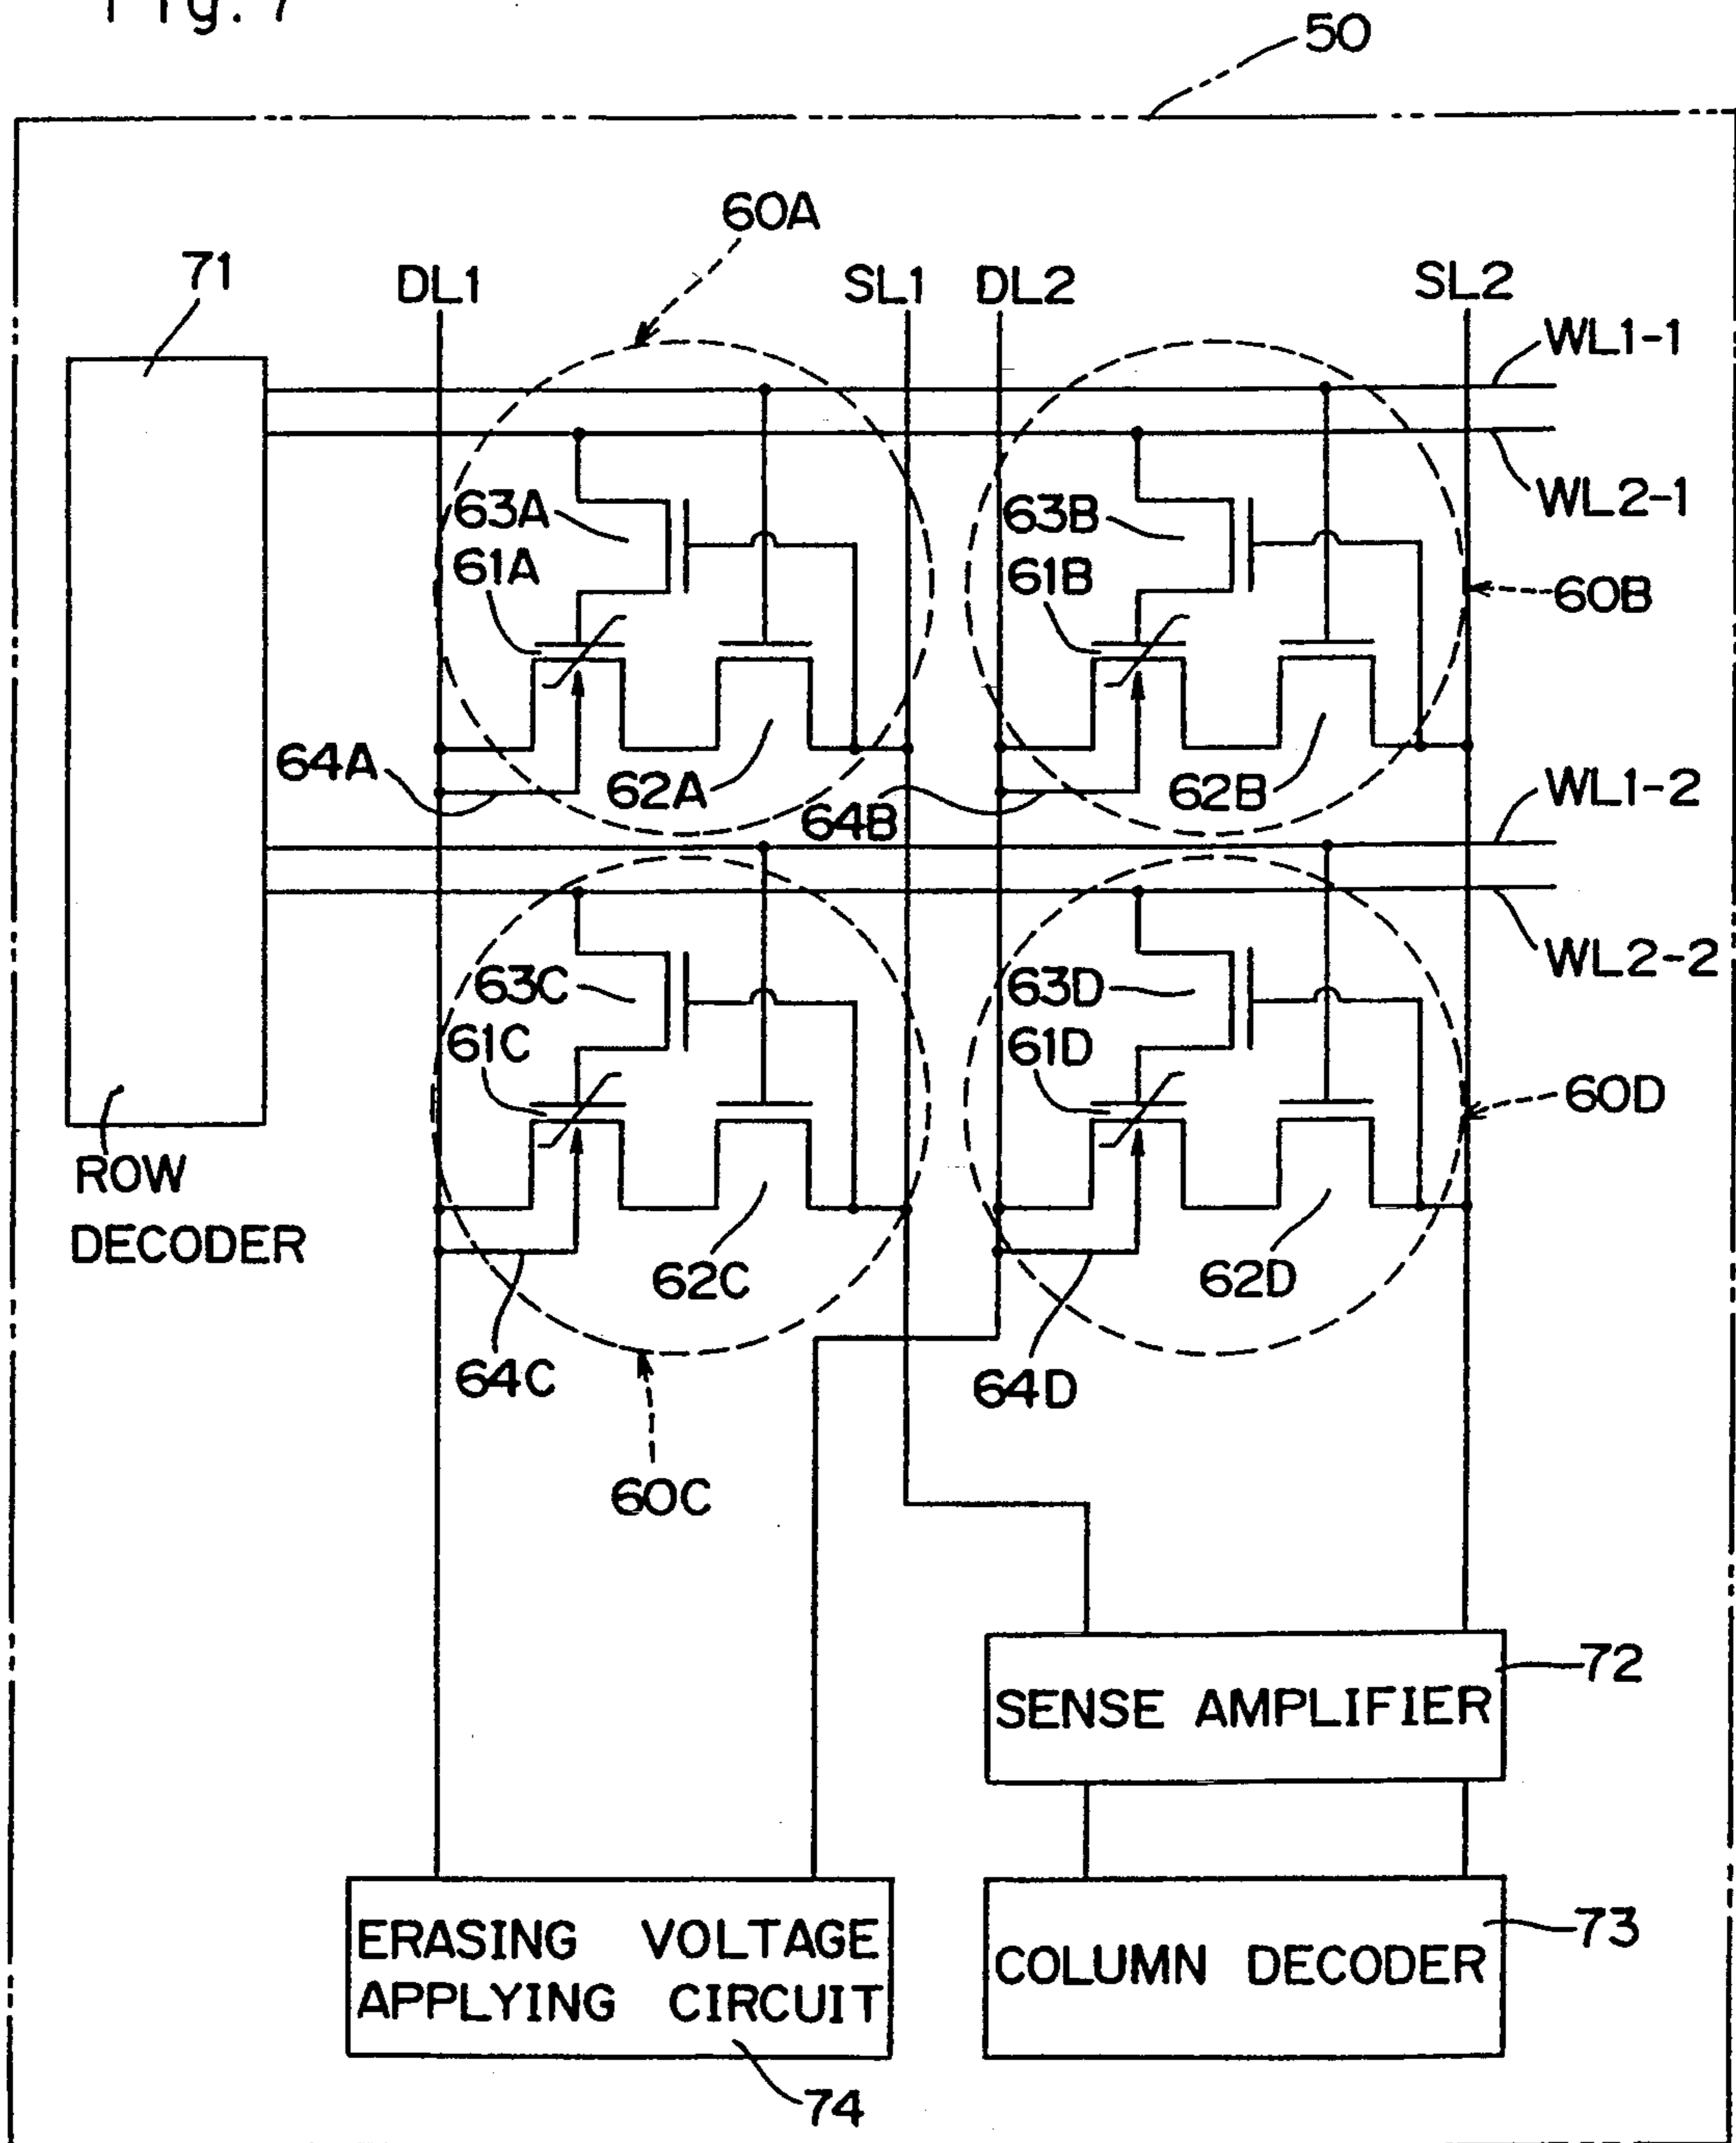 Fig. 7
50
60A
71
DL1
SL1
DL2
SL2
WL1-1
WL2-1
63A
63B
61A
61B
60B
64A
62A
64B
62B
WL1-2
WL2-2
63C
63D
61C
61D
60D
ROW
DECODER
62C
62D
64C
64D
60C
72
SENSE AMPLIFIER
73
ERASING VOLTAGE
APPLYING CIRCUIT
COLUMN DECODER
74